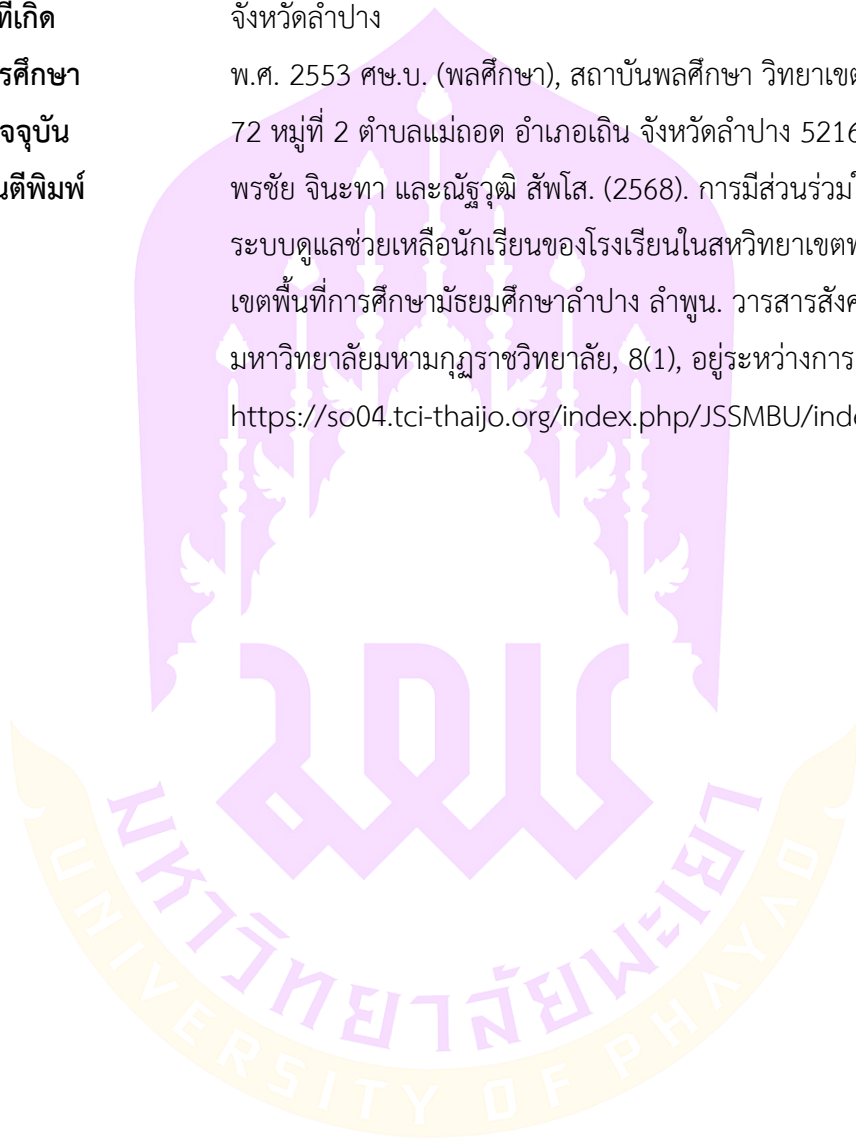 ที่เกิด จังหวัดลำปาง
รศึกษา พ.ศ. 2553 ศษ.บ. (พลศึกษา), สถาบันพลศึกษา วิทยาเขต
จจุบัน 72 หมู่ที่ 2 ตำบลแม่ถอด อำเภอเถิน จังหวัดลำปาง 5216
นตีพิมพ์ พรชัย จินะทา และณัฐวุฒิ สัพโส. (2568). การมีส่วนร่วมใ
ระบบดูแลช่วยเหลือนักเรียนของโรงเรียนในสหวิทยาเขตพ
เขตพื้นที่การศึกษามัธยมศึกษาลำปาง ลำพูน. วารสารสังค
มหาวิทยาลัยมหามกุฏราชวิทยาลัย, 8(1), อยู่ระหว่างการ
https://so04.tci-thaijo.org/index.php/JSSMBU/inde
มหาวิทยาลัยพะเยา
UNIVERSITY OF PHAYAO